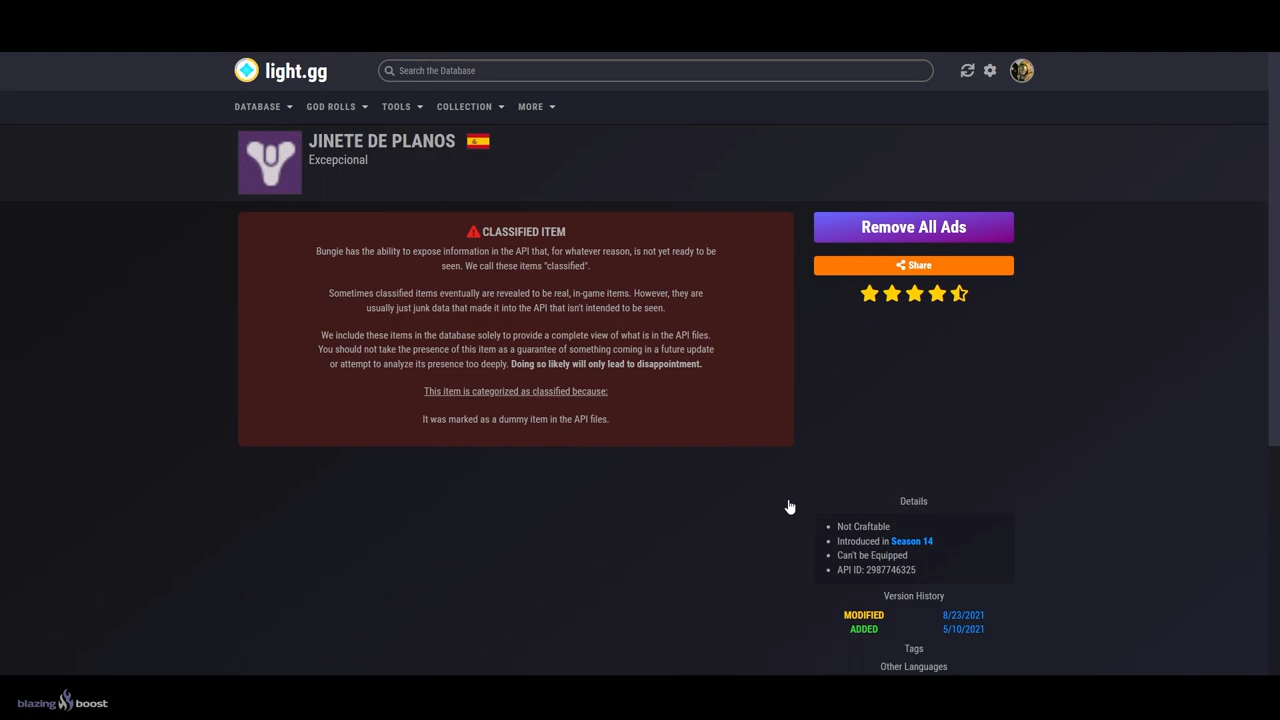 light.gg
Search the Database
DATABASE GOD ROLLS TOOLS COLLECTION MORE
JINETE DE PLANOS
Excepcional
CLASSIFIED ITEM
Bungie has the ability to expose information in the API that, for whatever reason, is not yet ready to be
seen. We call these items "classified".
Sometimes classified items eventually are revealed to be real, in-game items. However, they are
usually just junk data that made it into the API that isn't intended to be seen.
We include these items in the database solely to provide a complete view of what is in the API files.
You should not take the presence of this item as a guarantee of something coming in a future update
or attempt to analyze its presence too deeply. Doing so likely will only lead to disappointment.
This item is categorized as classified because:
It was marked as a dummy item in the API files.
Remove All Ads
Share
Details
Not Craftable
Introduced in Season 14
Can't be Equipped
API ID: 2987746325
Version History
MODIFIED 8/23/2021
ADDED 5/10/2021
Tags
Other Languages
blazing boost